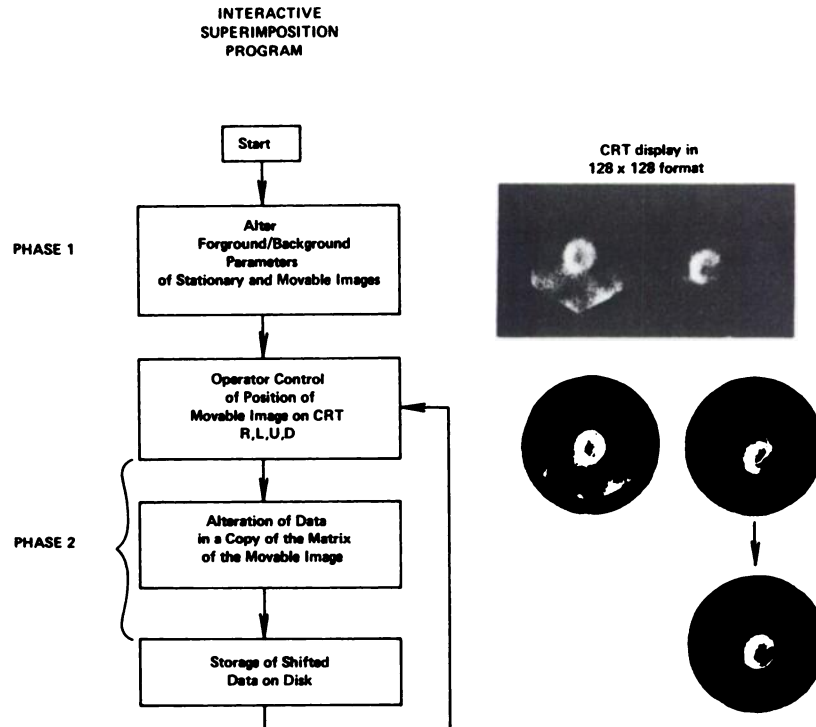 INTERACTIVE
SUPERIMPOSITION
PROGRAM
Start
CRT display in
128 x 128 format
PHASE 1
Alter
Forground/Background
Parameters
of Stationary and Movable Images
Operator Control
of Position of
Movable Image on CRT
R,L,U,D
PHASE 2
Alteration of Data
in a Copy of the Matrix
of the Movable Image
Storage of Shifted
Data on Disk